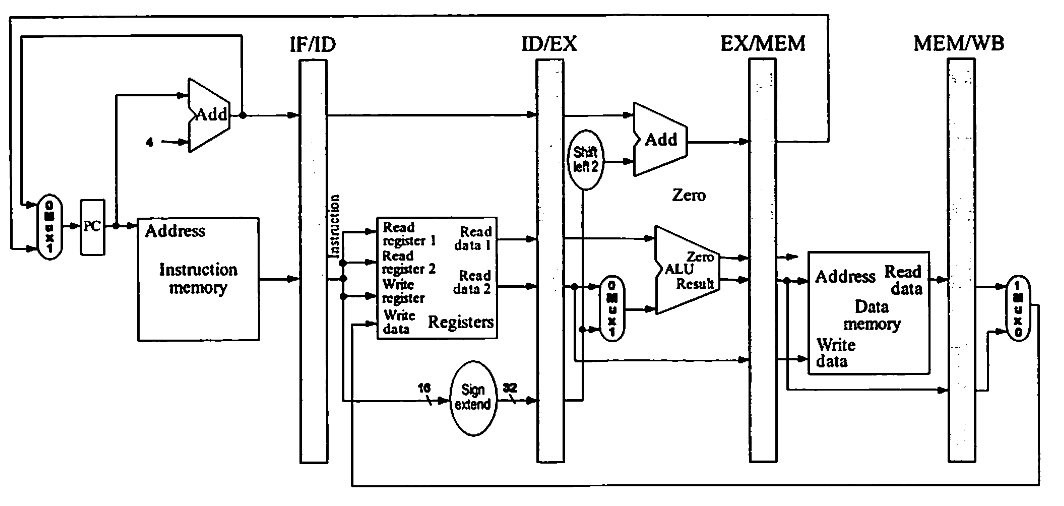 IF/ID
ID/EX
EX/MEM
MEM/WB
Add
4
0
M
u
x
1
PC
Address
Instruction
memory
Instruction
Read
register 1
Read
register 2
Write
register
Write
data
Read
data 1
Read
data 2
Registers
16
Sign
extend
32
Shift
left 2
Add
Zero
0
M
u
x
1
Zero
ALU
Result
Address
Read
data
Data
memory
Write
data
1
M
u
x
0